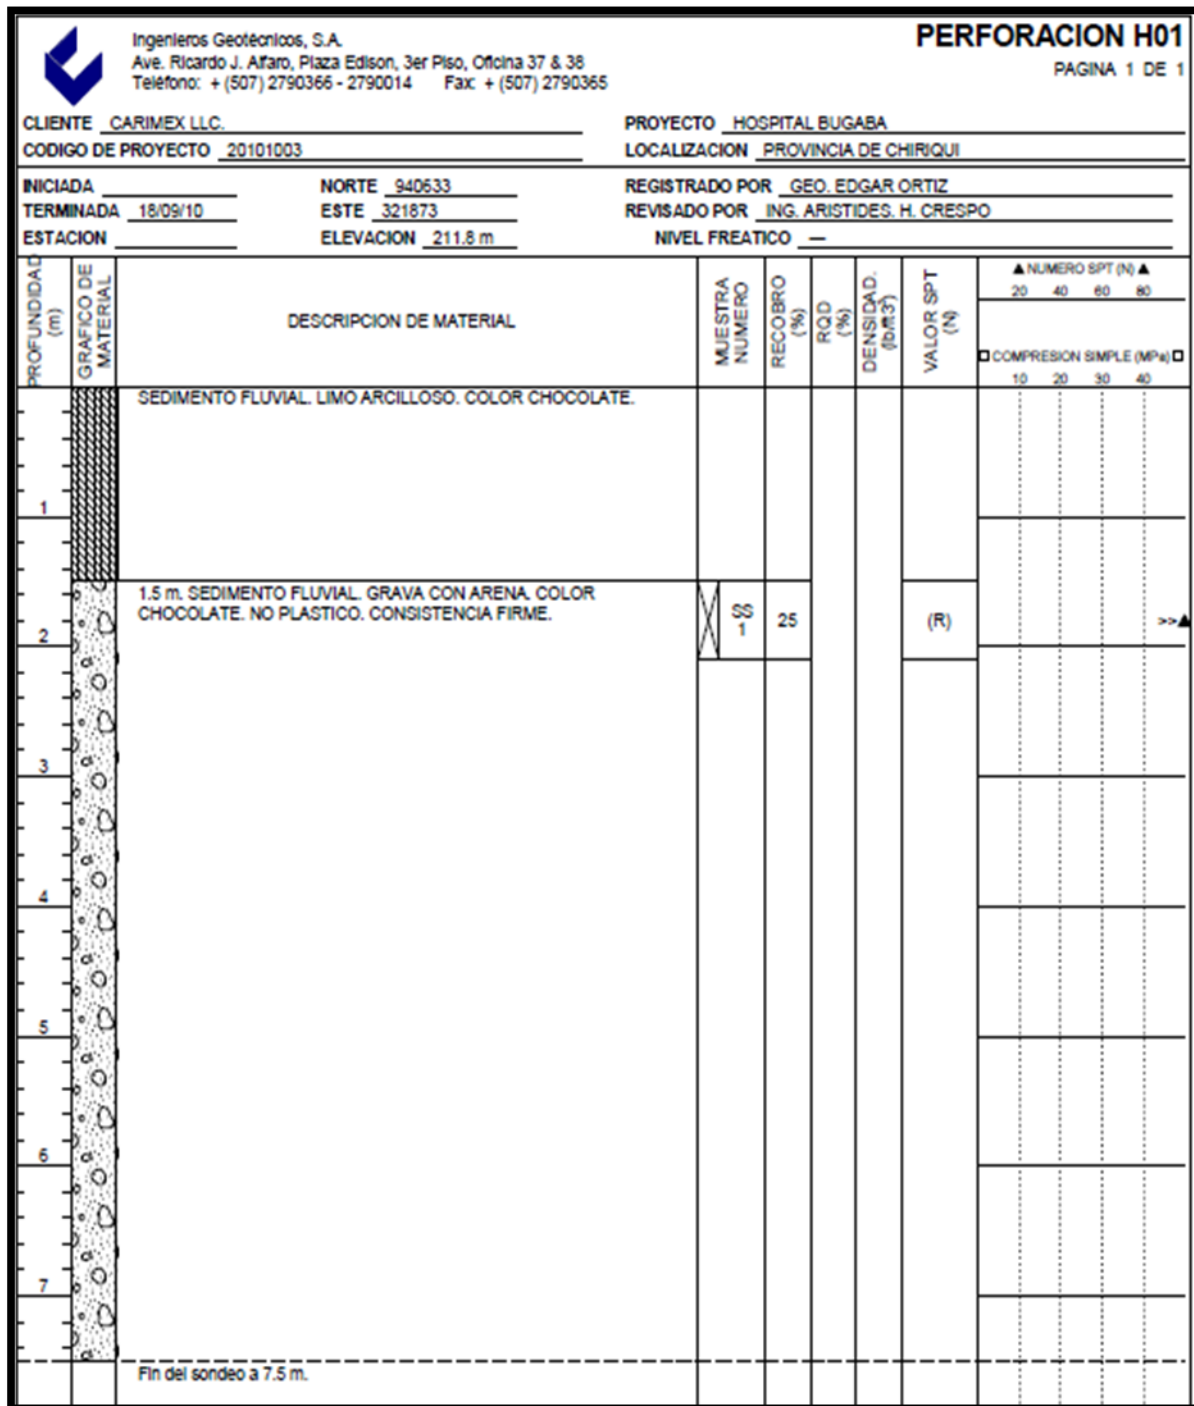 Ingenieros Geotécnicos, S.A.
Ave. Ricardo J. Alfaro, Plaza Edison, 3er Piso, Oficina 37 & 38
Teléfono: + (507) 2790366 - 2790014 Fax: + (507) 2790365
PERFORACION H01
PAGINA 1 DE 1
CLIENTE CARIMEX LLC.
PROYECTO HOSPITAL BUGABA
CODIGO DE PROYECTO 20101003
LOCALIZACION PROVINCIA DE CHIRIQUI
INICIADA
NORTE 940633
REGISTRADO POR GEO. EDGAR ORTIZ
TERMINADA 18/09/10
ESTE 321873
REVISADO POR ING. ARISTIDES. H. CRESPO
ESTACION
ELEVACION 211.8 m
NIVEL FREATICO —
PROFUNDIDAD
(m)
GRAFICO DE
MATERIAL
DESCRIPCION DE MATERIAL
MUESTRA
NUMERO
RECOBRO
(%)
RQD
(%)
DENSIDAD.
(lb/ft3³)
VALOR SPT
(N)
▲ NUMERO SPT (N) ▲
20 40 60 80
□ COMPRESION SIMPLE (MPa) □
10 20 30 40
SEDIMENTO FLUVIAL. LIMO ARCILLOSO. COLOR CHOCOLATE.
1
1.5 m. SEDIMENTO FLUVIAL. GRAVA CON ARENA. COLOR
CHOCOLATE. NO PLASTICO. CONSISTENCIA FIRME.
SS
1
25
(R)
>>▲
2
3
4
5
6
7
Fin del sondeo a 7.5 m.